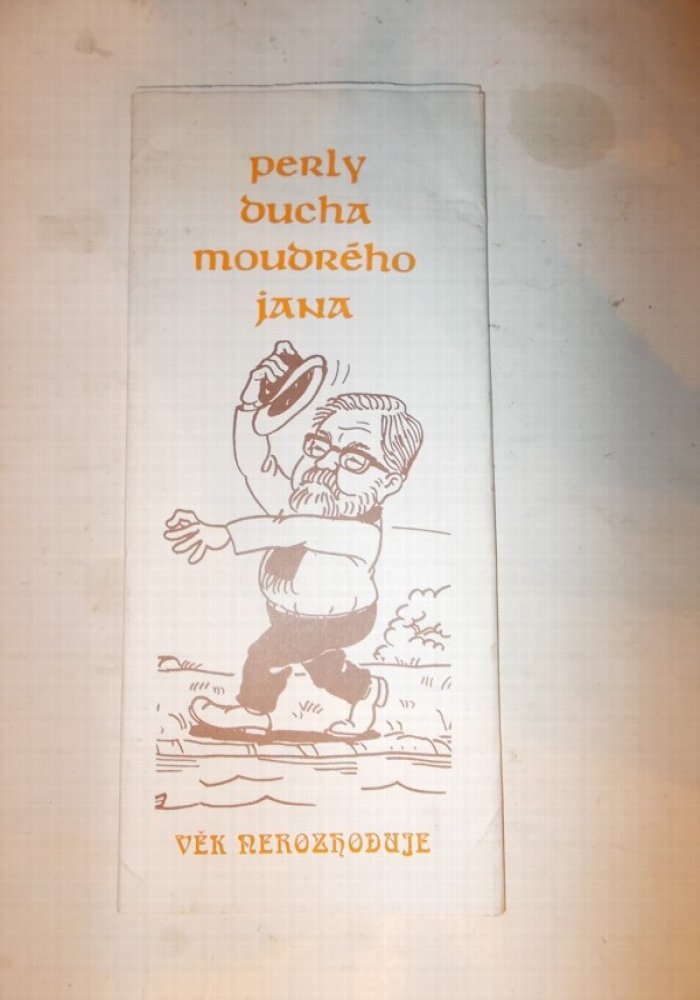 perly
ducha
moudrého
jana
VĚK NEROZHODUJE